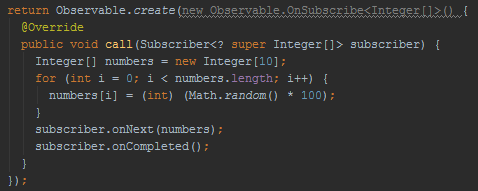 return Observable.create(new Observable.OnSubscribe<Integer[]>() {
@Override
public void call(Subscriber<? super Integer[]> subscriber) {
Integer[] numbers = new Integer[10];
for (int i = 0; i < numbers.length; i++) {
numbers[i] = (int) (Math.random() * 100);
}
subscriber.onNext(numbers);
subscriber.onCompleted();
}
});